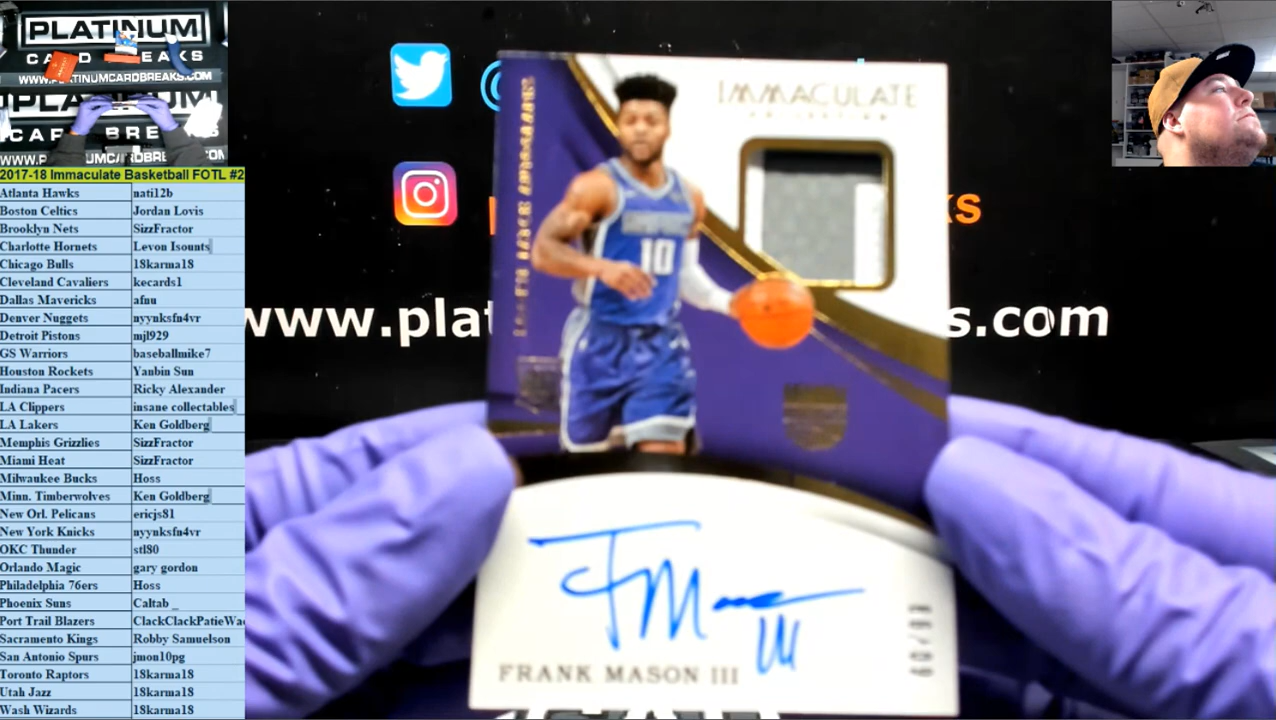 PLATINUM
CARD BREAKS
WWW.PLATINUMCARDBREAKS.COM
2017-18 Immaculate Basketball FOTL #2
Atlanta Hawks nati12b
Boston Celtics Jordan Lovis
Brooklyn Nets SizzFractor
Charlotte Hornets Levon Isounts
Chicago Bulls 18karma18
Cleveland Cavaliers kecards1
Dallas Mavericks afnu
Denver Nuggets nyynksfn4vr
Detroit Pistons mjl929
GS Warriors baseballmike7
Houston Rockets Yanbin Sun
Indiana Pacers Ricky Alexander
LA Clippers insane collectables
LA Lakers Ken Goldberg
Memphis Grizzlies SizzFractor
Miami Heat SizzFractor
Milwaukee Bucks Hoss
Minn. Timberwolves Ken Goldberg
New Orl. Pelicans ericjs81
New York Knicks nyynksfn4vr
OKC Thunder stl80
Orlando Magic gary gordon
Philadelphia 76ers Hoss
Phoenix Suns Caltab _
Port Trail Blazers ClackClackPatieWac
Sacramento Kings Robby Samuelson
San Antonio Spurs jmon10pg
Toronto Raptors 18karma18
Utah Jazz 18karma18
Wash Wizards 18karma18
@
www.plat s.com
ks
IMMACULATE
COLLECTION
10
FRANK MASON III